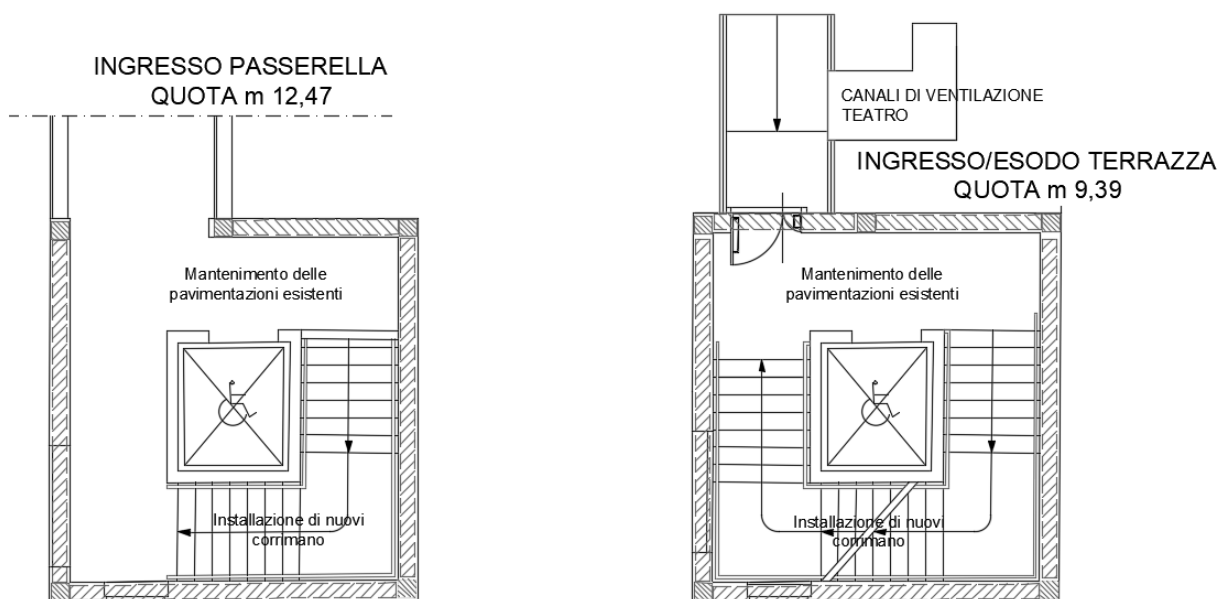 INGRESSO PASSERELLA
QUOTA m 12,47
Mantenimento delle
pavimentazioni esistenti
Installazione di nuovi
corrimano
CANALI DI VENTILAZIONE
TEATRO
INGRESSO/ESODO TERRAZZA
QUOTA m 9,39
Mantenimento delle
pavimentazioni esistenti
Installazione di nuovi
corrimano